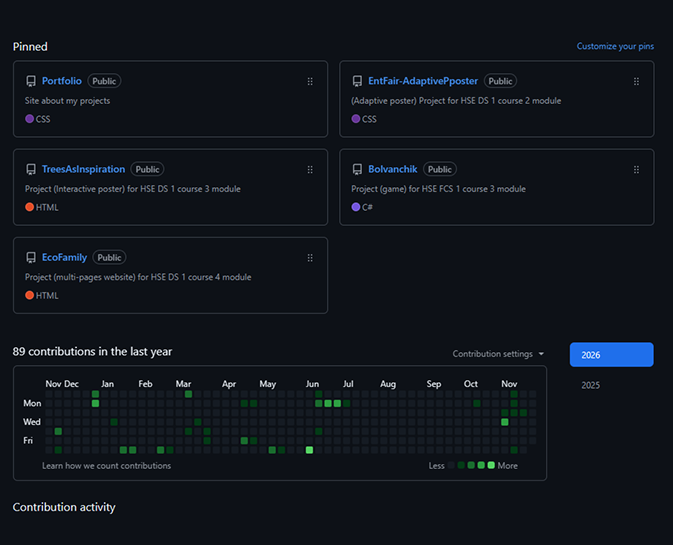 Pinned
Customize your pins
Portfolio Public
Site about my projects
CSS
EntFair-AdaptivePposter Public
(Adaptive poster) Project for HSE DS 1 course 2 module
CSS
TreesAsInspiration Public
Project (Interactive poster) for HSE DS 1 course 3 module
HTML
Bolvanchik Public
Project (game) for HSE FCS 1 course 3 module
C#
EcoFamily Public
Project (multi-pages website) for HSE DS 1 course 4 module
HTML
89 contributions in the last year
Contribution settings
2026
2025
Nov Dec Jan Feb Mar Apr May Jun Jul Aug Sep Oct Nov
Mon
Wed
Fri
Learn how we count contributions
Less More
Contribution activity